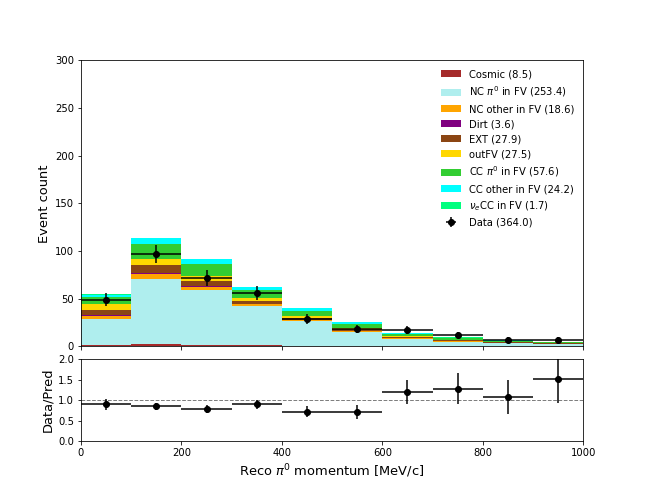 300
250
200
150
100
50
0
Event count
Cosmic (8.5)
NC π⁰ in FV (253.4)
NC other in FV (18.6)
Dirt (3.6)
EXT (27.9)
outFV (27.5)
CC π⁰ in FV (57.6)
CC other in FV (24.2)
νₑCC in FV (1.7)
Data (364.0)
2.0
1.5
1.0
0.5
0.0
Data/Pred
0 200 400 600 800 1000
Reco π⁰ momentum [MeV/c]